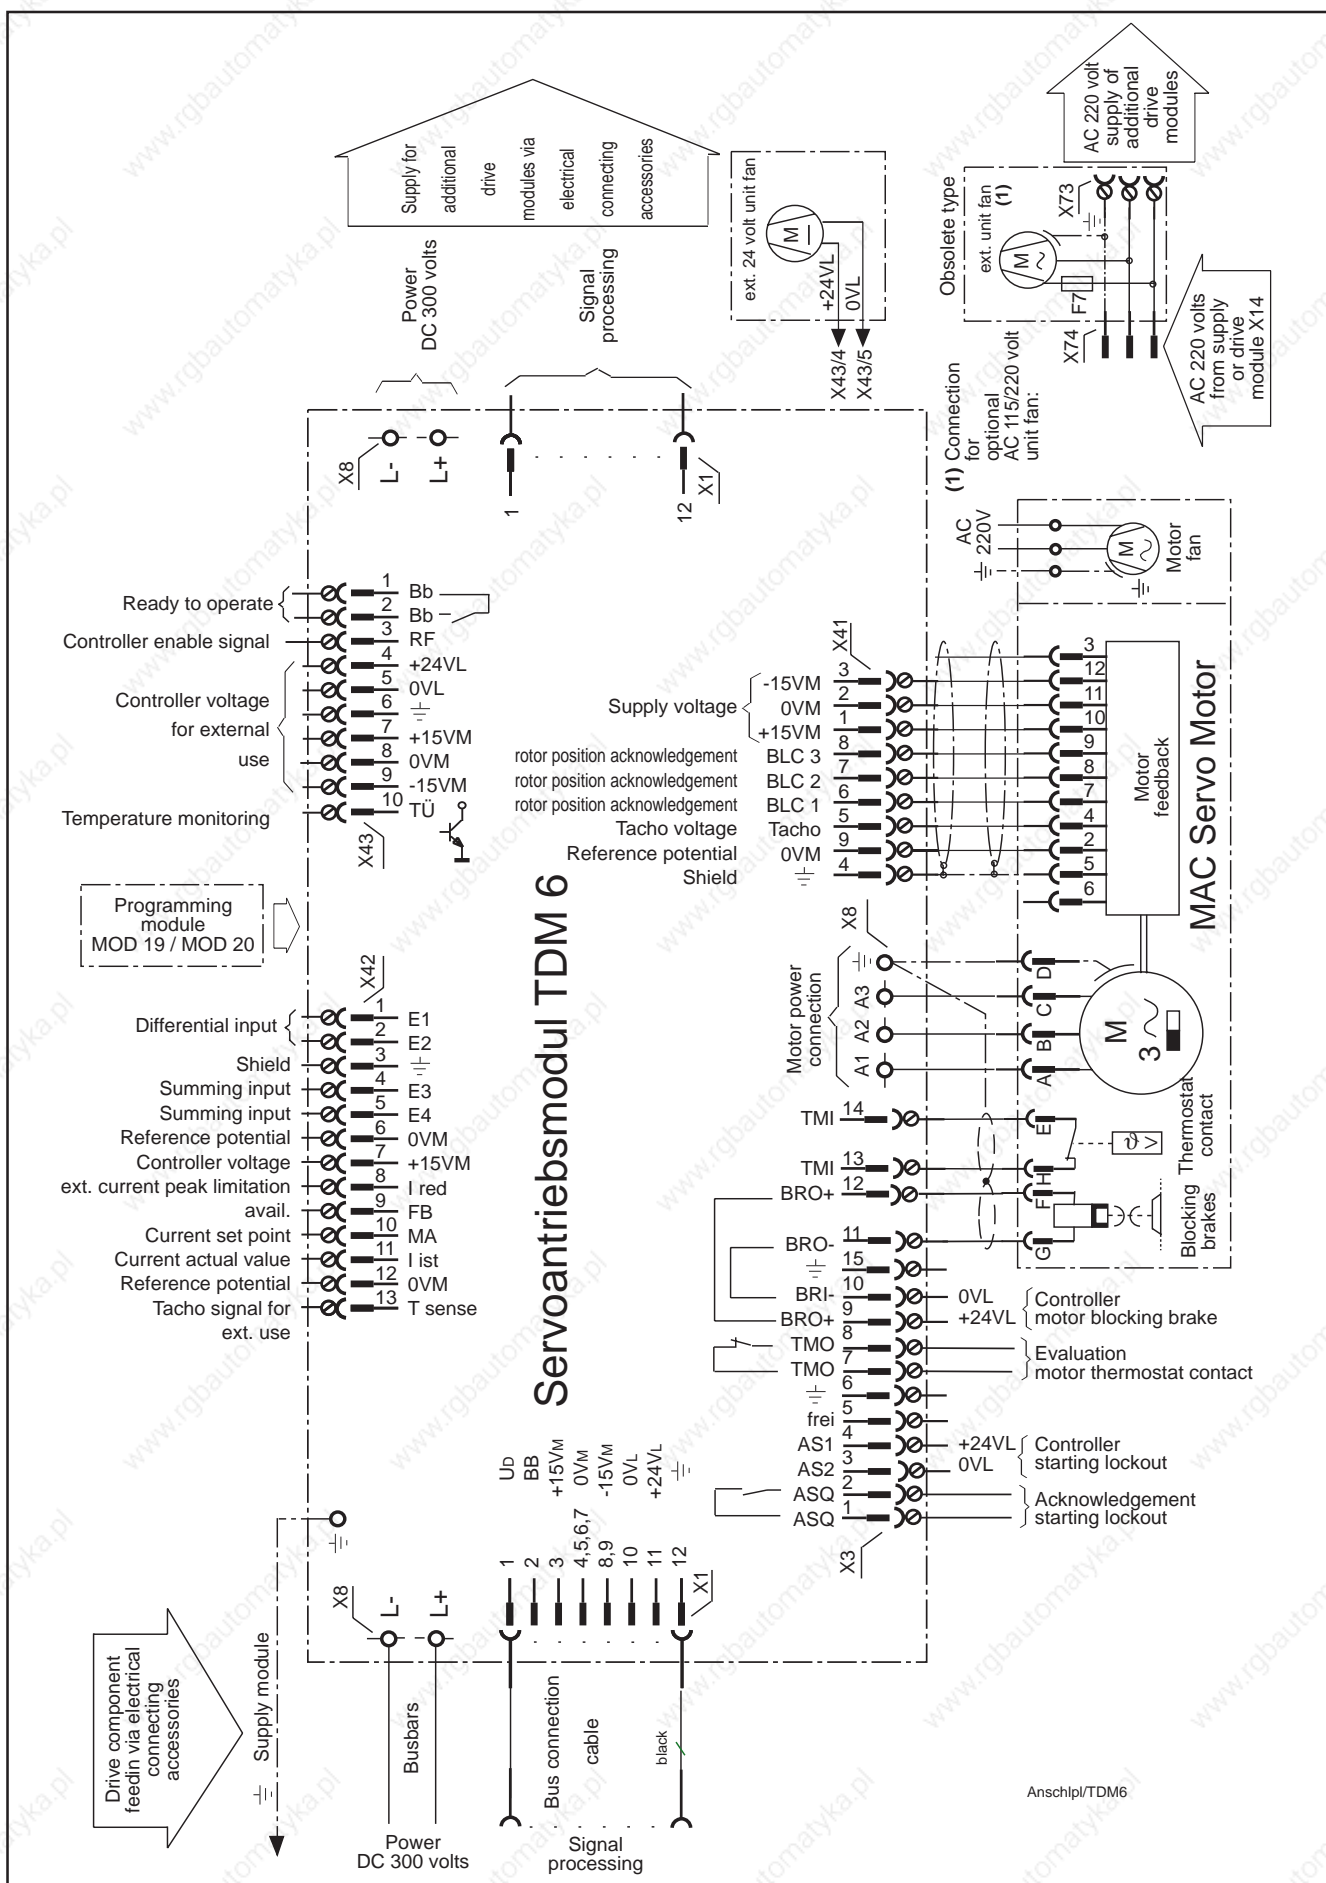 AC 220 volt
supply of
additional
drive
modules
Supply for
additional
drive
modules via
electrical
connecting
accessories
Power
DC 300 volts
Signal
processing
ext. 24 volt unit fan
M
+24VL
0VL
X43/4
X43/5
Obsolete type
ext. unit fan
(1)
M
F7
X73
X74
AC 220 volts
from supply
or drive
module X14
(1) Connection
for
optional
AC 115/220 volt
unit fan:
X8
L-
L+
1
12
X1
AC
220V
M
Motor
fan
Ready to operate
1 Bb
2 Bb
Controller enable signal 3 RF
Controller voltage
for external
use
4 +24VL
5 0VL
6
7 +15VM
8 0VM
9 -15VM
Temperature monitoring 10 TÜ
X43
X41
Supply voltage
-15VM 3
0VM 2
+15VM 1
rotor position acknowledgement BLC 3 8
rotor position acknowledgement BLC 2 7
rotor position acknowledgement BLC 1 6
Tacho voltage Tacho 5
Reference potential 0VM 9
Shield 4
3
12
11
10
9
8
7
4
2
5
6
Motor
feedback
MAC Servo Motor
Programming
module
MOD 19 / MOD 20
Servoantriebsmodul TDM 6
X42
Differential input
1 E1
2 E2
Shield 3
Summing input 4 E3
Summing input 5 E4
Reference potential 6 0VM
Controller voltage 7 +15VM
ext. current peak limitation 8 I red
avail. 9 FB
Current set point 10 MA
Current actual value 11 I ist
Reference potential 12 0VM
Tacho signal for
ext. use
13 T sense
X8
Motor power
connection
A3
A2
A1
D
C
B
A
M
3
TMI 14
TMI 13
BRO+ 12
BRO- 11
15
BRI- 10
BRO+ 9
TMO 8
TMO 7
6
frei 5
AS1 4
AS2 3
ASQ 2
ASQ 1
X3
E
H
F
G
ϑ >
Thermostat
contact
Blocking
brakes
0VL
+24VL
Controller
motor blocking brake
Evaluation
motor thermostat contact
+24VL
0VL
Controller
starting lockout
Acknowledgement
starting lockout
UD
BB
+15VM
0VM
-15VM
0VL
+24VL
1
2
3
4,5,6,7
8,9
10
11
12
X1
X8
L-
L+
Drive component
feedin via electrical
connecting
accessories
Supply module
Busbars
Bus connection
cable
black
Power
DC 300 volts
Signal
processing
Anschlpl/TDM6
www.rgbautomatyka.pl